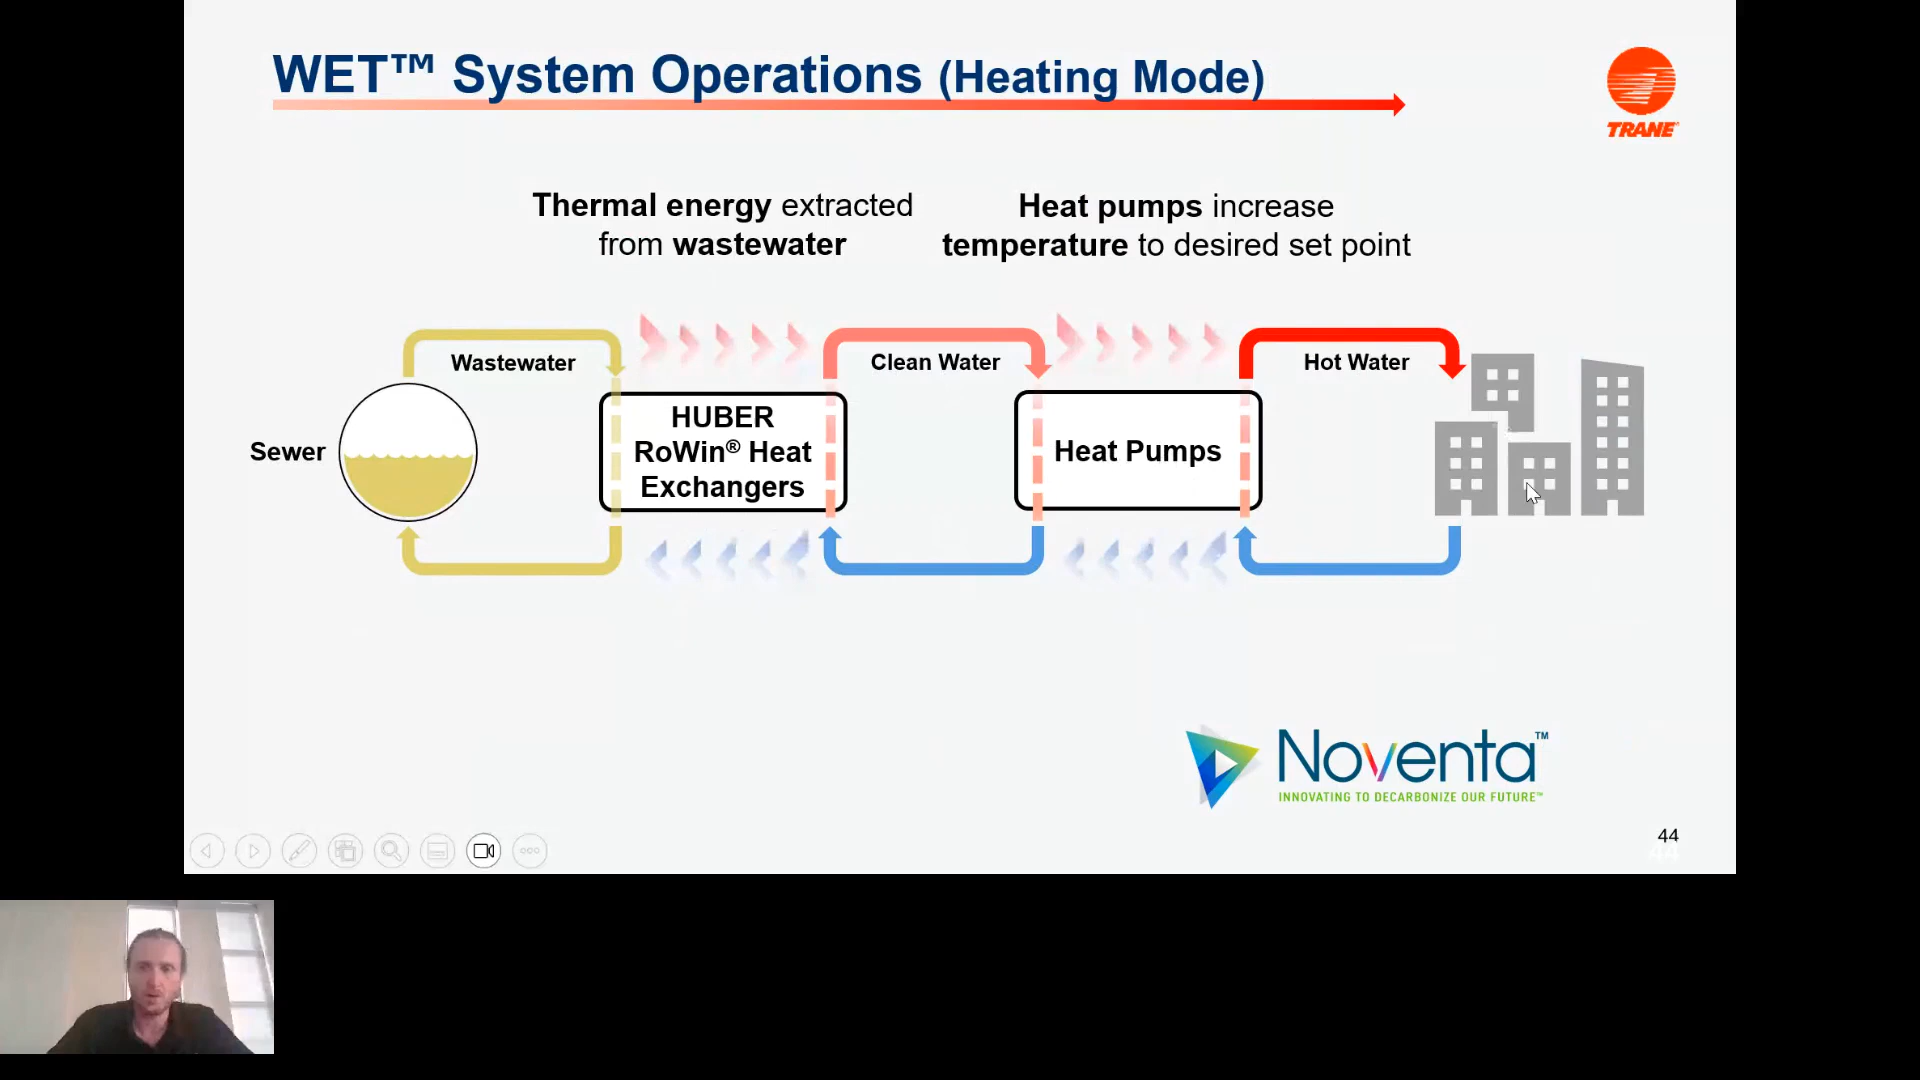 WET™ System Operations (Heating Mode)
TRANE
Thermal energy extracted
from wastewater
Heat pumps increase
temperature to desired set point
Wastewater
Clean Water
Hot Water
Sewer
HUBER
RoWin® Heat
Exchangers
Heat Pumps
Noventa™
INNOVATING TO DECARBONIZE OUR FUTURE™
44
44